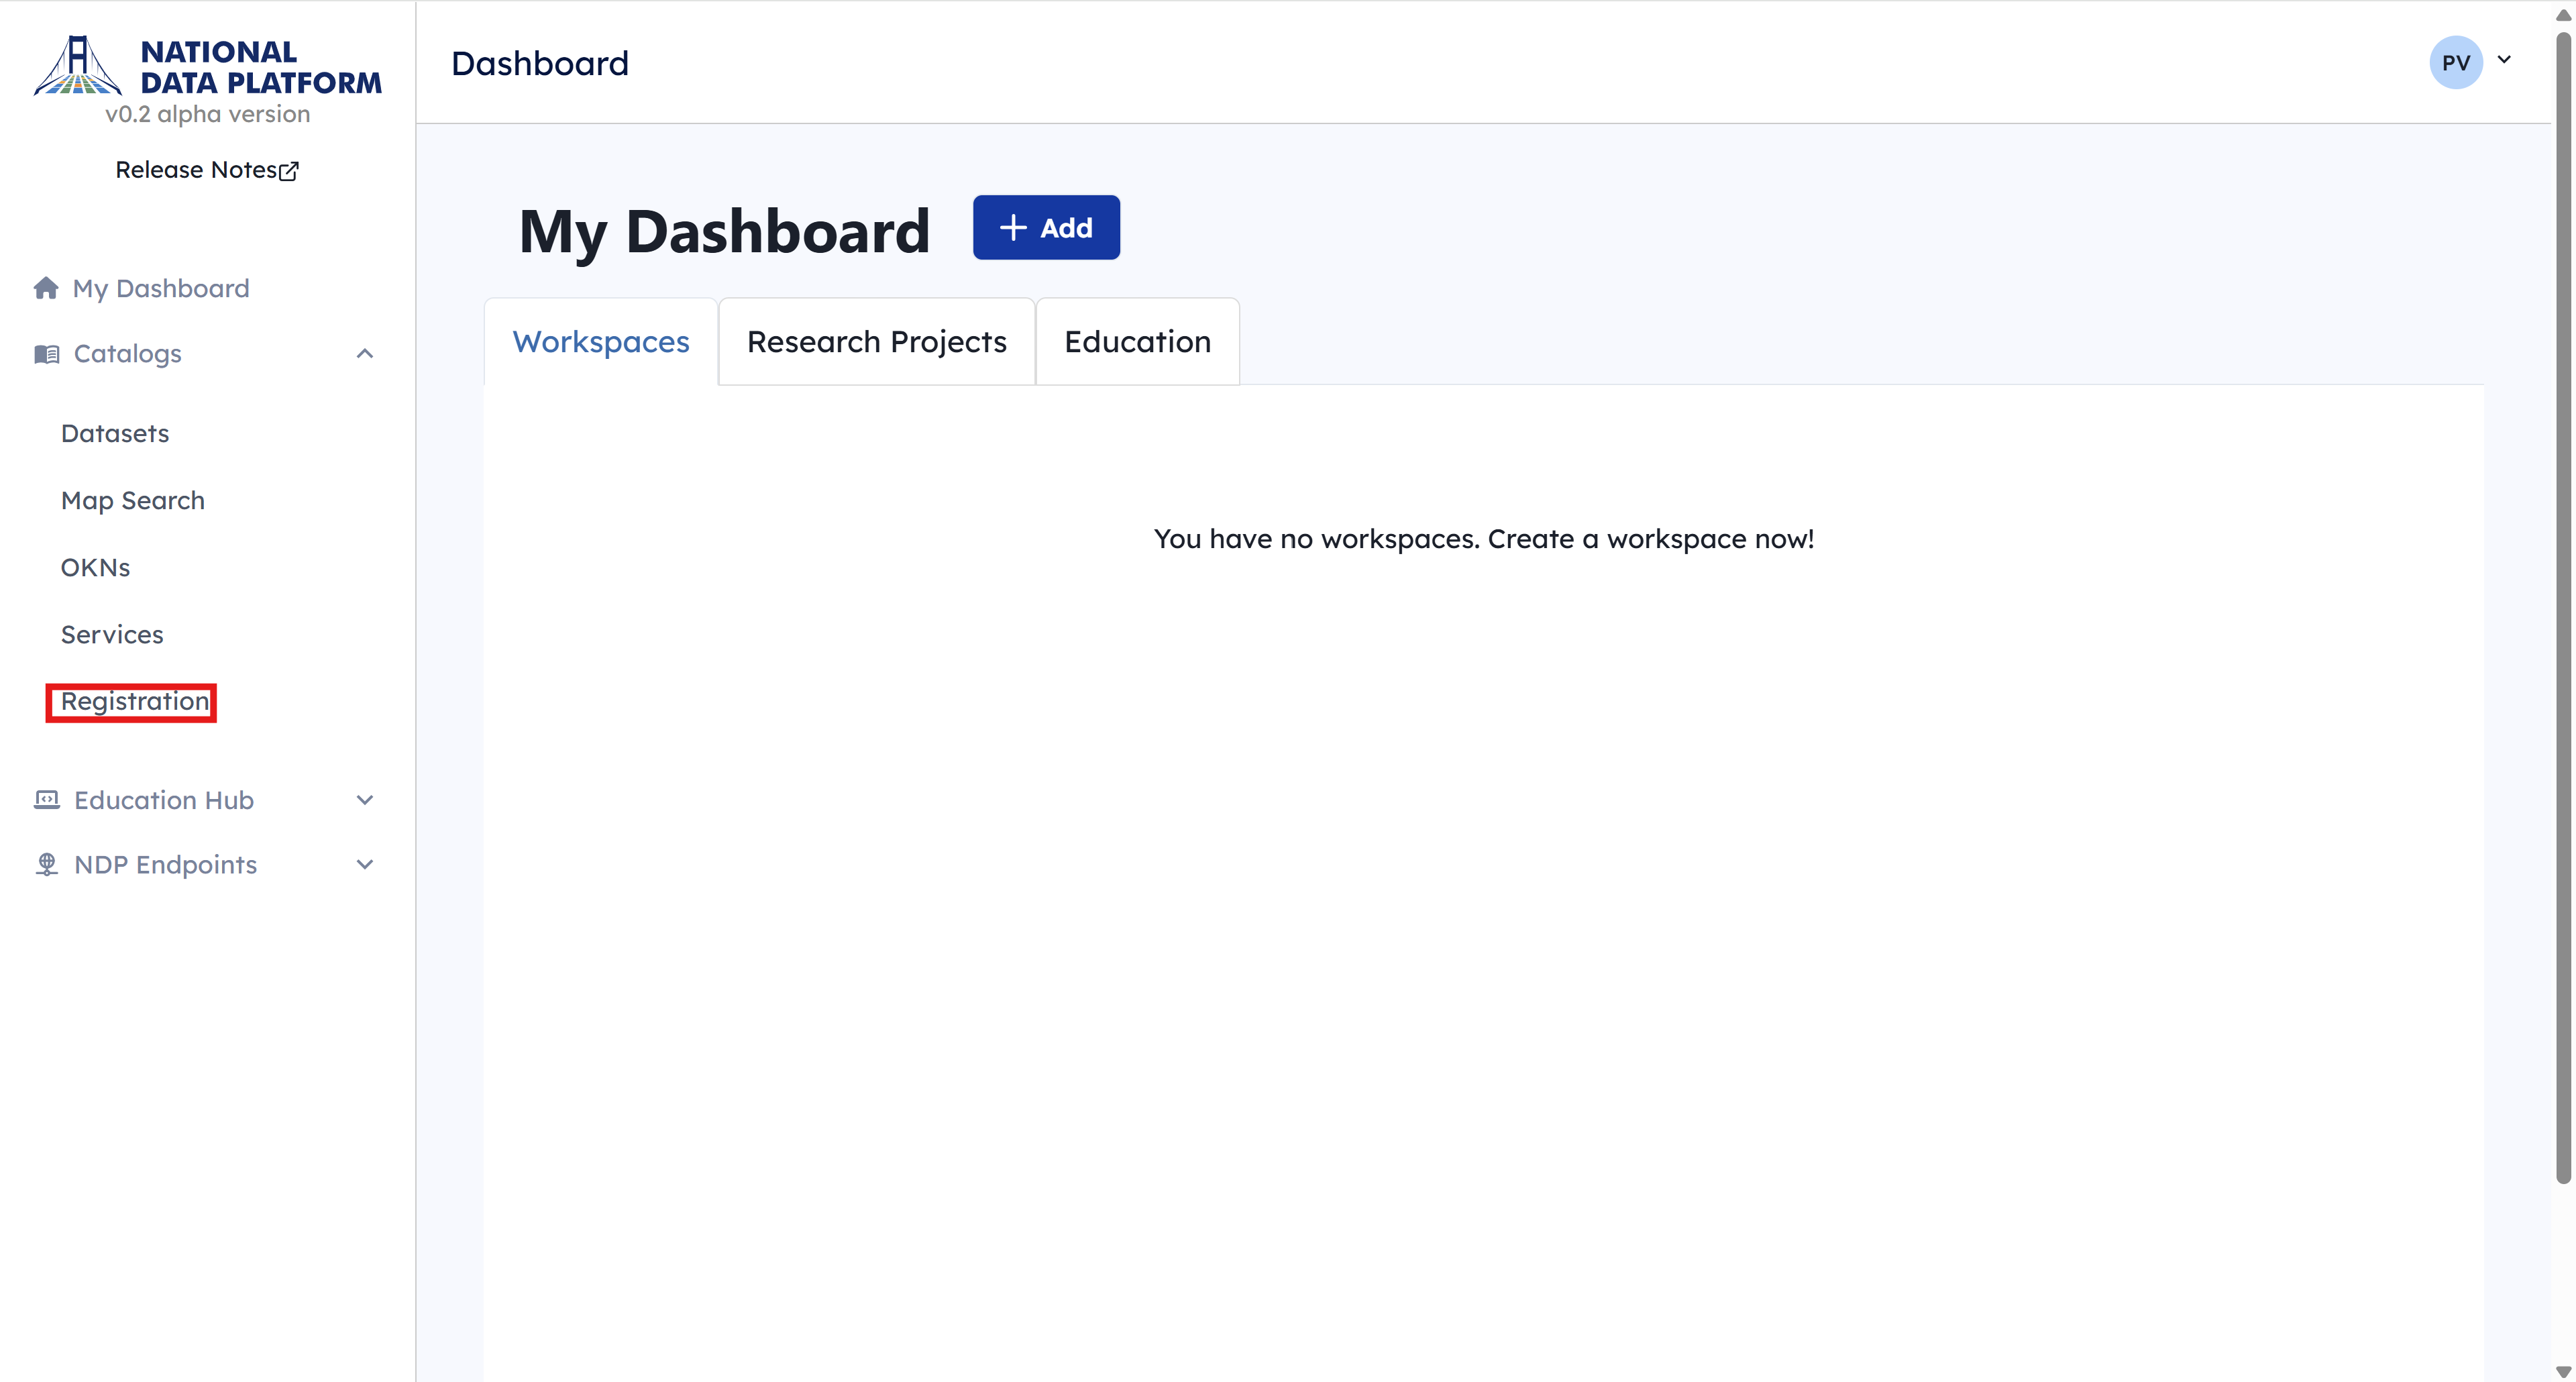 NATIONAL
DATA PLATFORM
v0.2 alpha version
Release Notes
My Dashboard
Catalogs
Datasets
Map Search
OKNs
Services
Registration
Education Hub
NDP Endpoints
Dashboard
PV
My Dashboard
Add
Workspaces
Research Projects
Education
You have no workspaces. Create a workspace now!